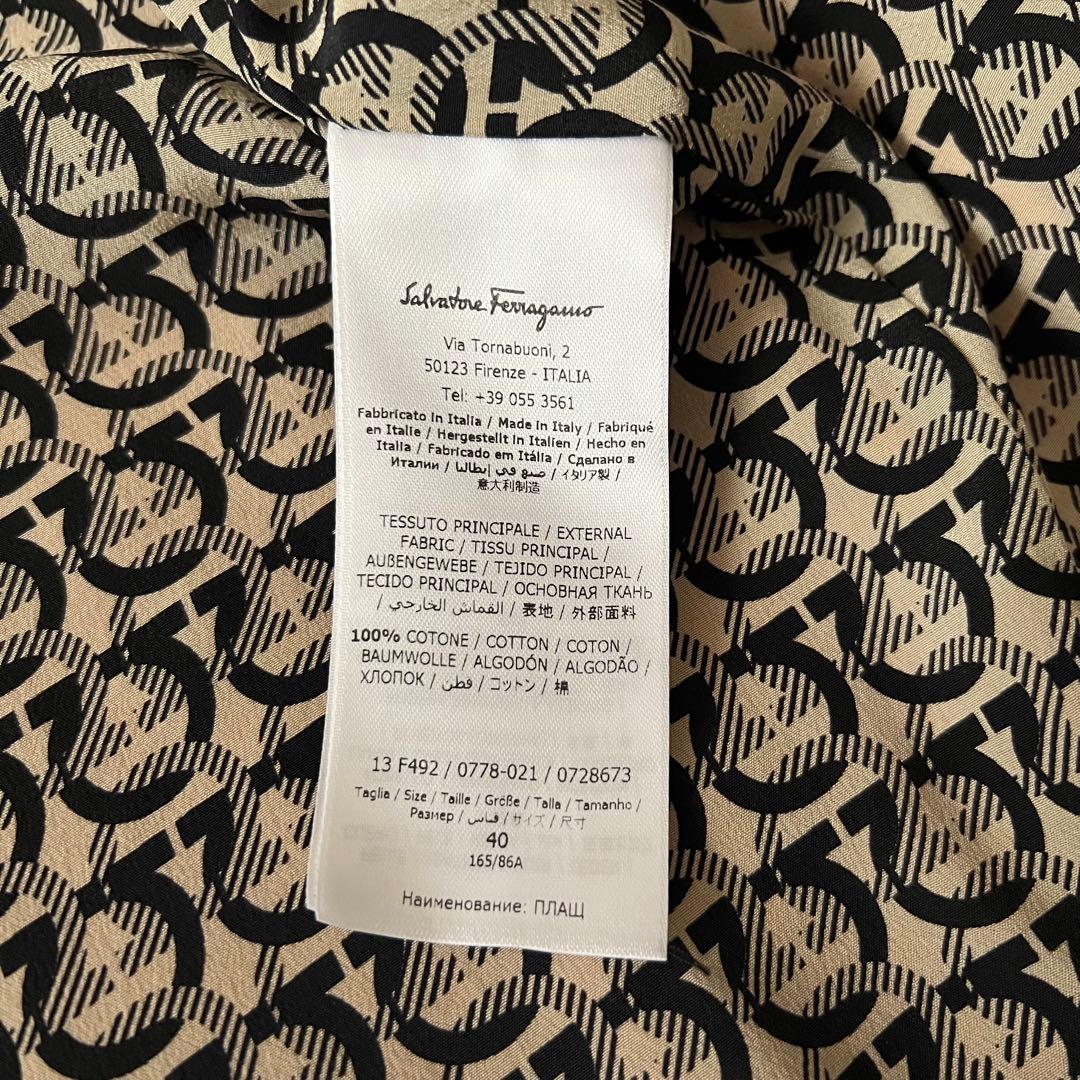 Salvatore Ferragamo
Via Tornabuoni, 2
50123 Firenze - ITALIA
Tel: +39 055 3561
Fabbricato in Italia / Made in Italy / Fabriqué
en Italie / Hergestellt in Italien / Hecho en
Italia / Fabricado em Itália / Сделано в
Италии / صنع في إيطاليا / イタリア製 /
意大利制造
TESSUTO PRINCIPALE / EXTERNAL
FABRIC / TISSU PRINCIPAL /
AUßENGEWEBE / TEJIDO PRINCIPAL /
TECIDO PRINCIPAL / ОСНОВНАЯ ТКАНЬ
/ القماش الخارجي / 表地 / 外部面料
100% COTONE / COTTON / COTON /
BAUMWOLLE / ALGODÓN / ALGODÃO /
ХЛОПОК / قطن / コットン / 棉
13 F492 / 0778-021 / 0728673
Taglia / Size / Taille / Größe / Talla / Tamanho /
Размер / قياس / サイズ / 尺寸
40
165/86A
Наименование: ПЛАЩ